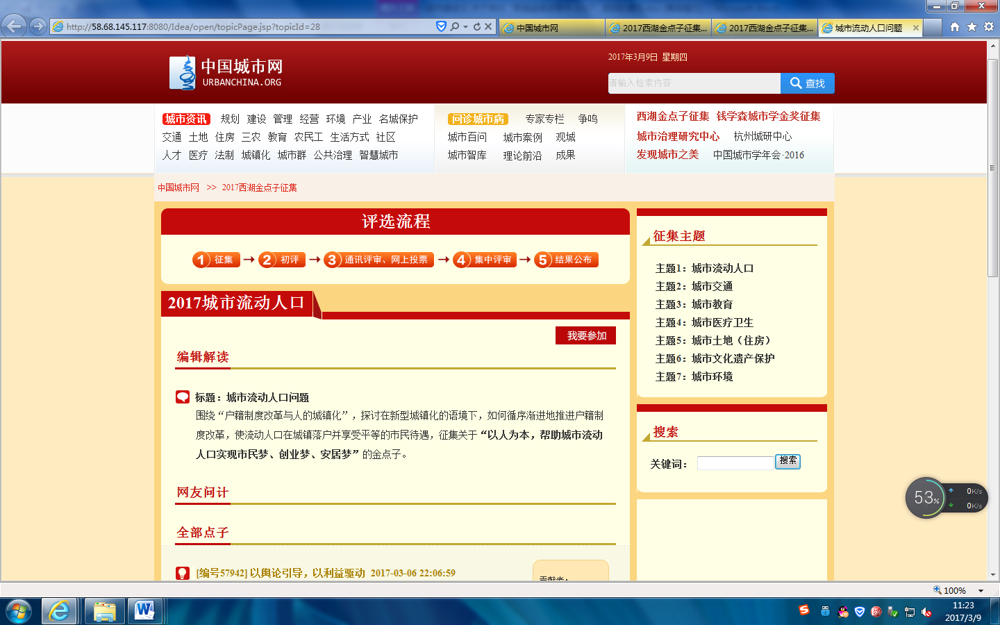 http://58.68.145.117:8080/Idea/open/topicPage.jsp?topicId=28
中国城市网
2017西湖金点子征集...
2017西湖金点子征集...
城市流动人口问题
中国城市网
URBANCHINA.ORG
2017年3月9日 星期四
请输入检索内容
查找
城市资讯 规划 建设 管理 经营 环境 产业 名城保护
交通 土地 住房 三农 教育 农民工 生活方式 社区
人才 医疗 法制 城镇化 城市群 公共治理 智慧城市
问诊城市病 专家专栏 争鸣
城市百问 城市案例 观城
城市智库 理论前沿 成果
西湖金点子征集 钱学森城市学金奖征集
城市治理研究中心 杭州城研中心
发现城市之美 中国城市学年会·2016
中国城市网 >> 2017西湖金点子征集
评选流程
1 征集 2 初评 3 通讯评审、网上投票 4 集中评审 5 结果公布
2017城市流动人口
我要参加
编辑解读
标题：城市流动人口问题
围绕“户籍制度改革与人的城镇化”，探讨在新型城镇化的语境下，如何循序渐进地推进户籍制
度改革，使流动人口在城镇落户并享受平等的市民待遇，征集关于“以人为本，帮助城市流动
人口实现市民梦、创业梦、安居梦”的金点子。
网友问计
全部点子
[编号57942] 以舆论引导，以利益驱动 2017-03-06 22:06:59
贡献者：
征集主题
主题1：城市流动人口
主题2：城市交通
主题3：城市教育
主题4：城市医疗卫生
主题5：城市土地（住房）
主题6：城市文化遗产保护
主题7：城市环境
搜索
关键词：
搜索
53%
0K/s
0K/s
100%
11:23
2017/3/9